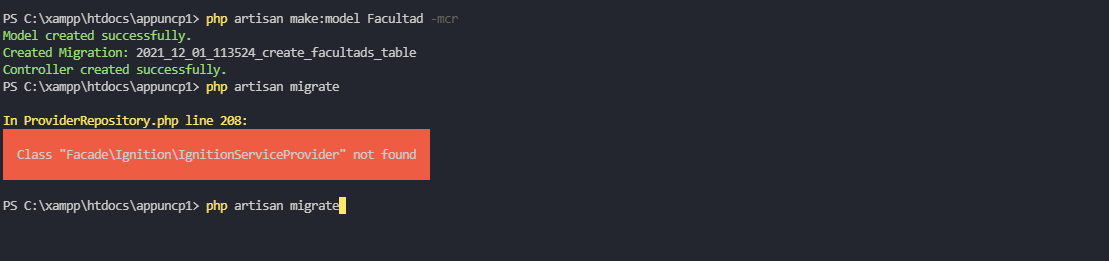 PS C:\xampp\htdocs\appuncp1> php artisan make:model Facultad -mcr
Model created successfully.
Created Migration: 2021_12_01_113524_create_facultads_table
Controller created successfully.
PS C:\xampp\htdocs\appuncp1> php artisan migrate
In ProviderRepository.php line 208:
Class "Facade\Ignition\IgnitionServiceProvider" not found
PS C:\xampp\htdocs\appuncp1> php artisan migrate